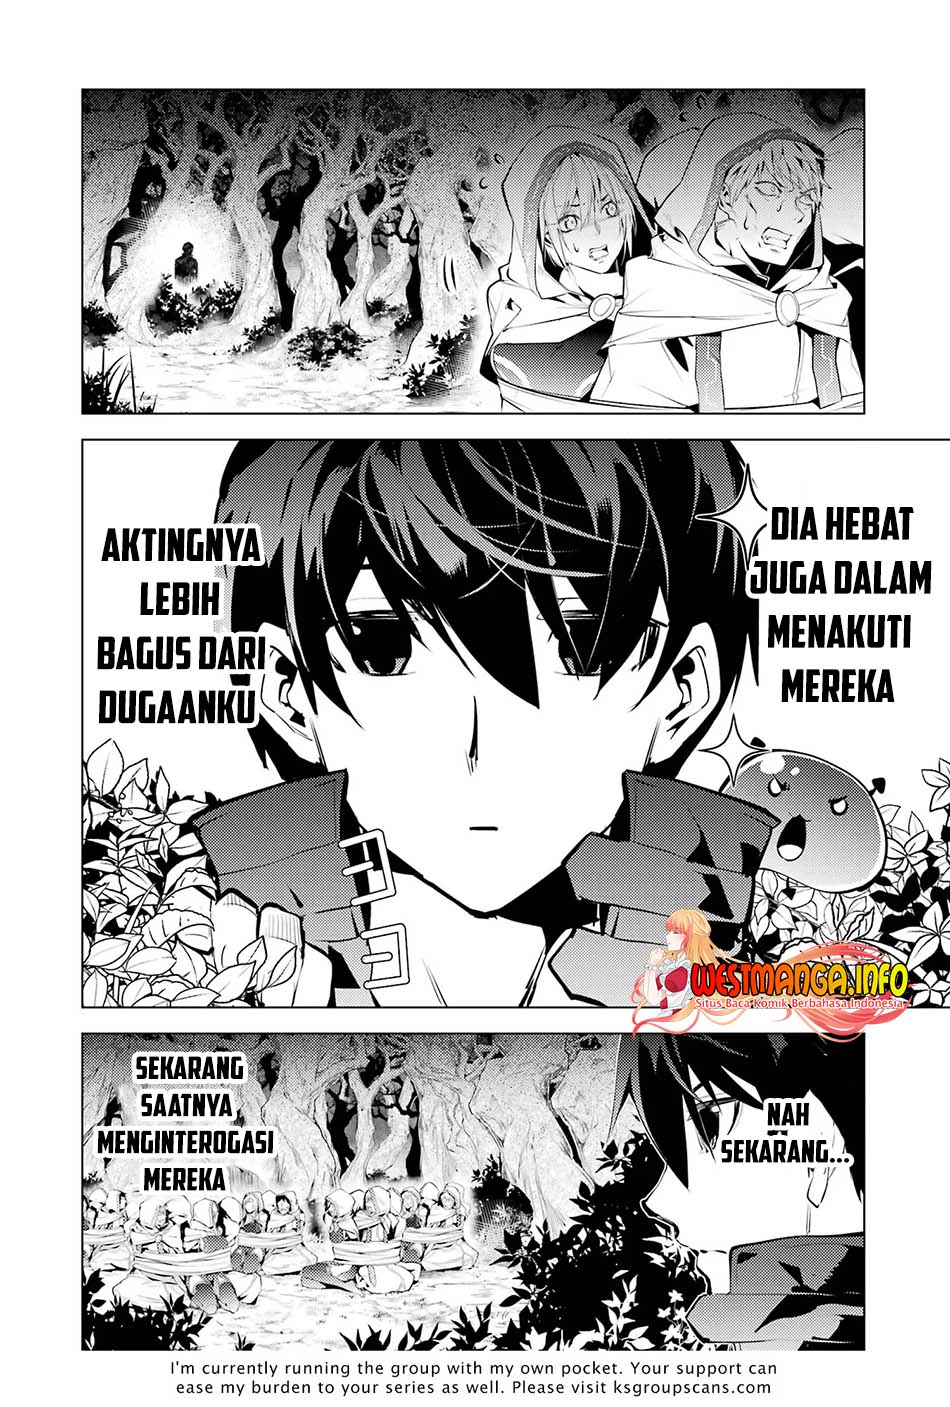 DIA HEBAT
JUGA DALAM
MENAKUTI
MEREKA
AKTINGNYA
LEBIH
BAGUS DARI
DUGAANKU
WESTMANGA.INFO
Situs Baca Komik Berbahasa Indonesia
NAH
SEKARANG...
SEKARANG
SAATNYA
MENGINTEROGASI
MEREKA
I'm currently running the group with my own pocket. Your support can
ease my burden to your series as well. Please visit ksgroupscans.com